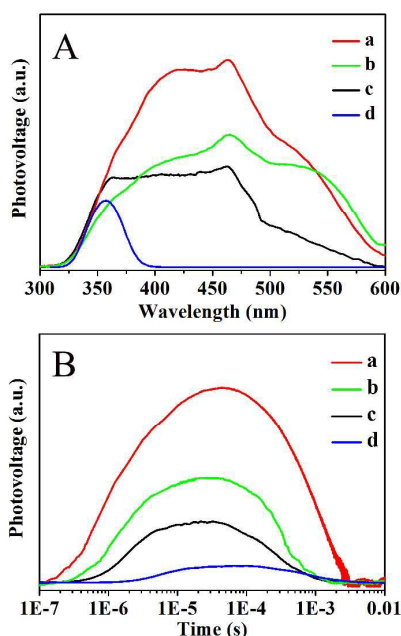 A
a
b
c
d
Photovoltage (a.u.)
300 350 400 450 500 550 600
Wavelength (nm)
B
a
b
c
d
Photovoltage (a.u.)
1E-7 1E-6 1E-5 1E-4 1E-3 0.01
Time (s)